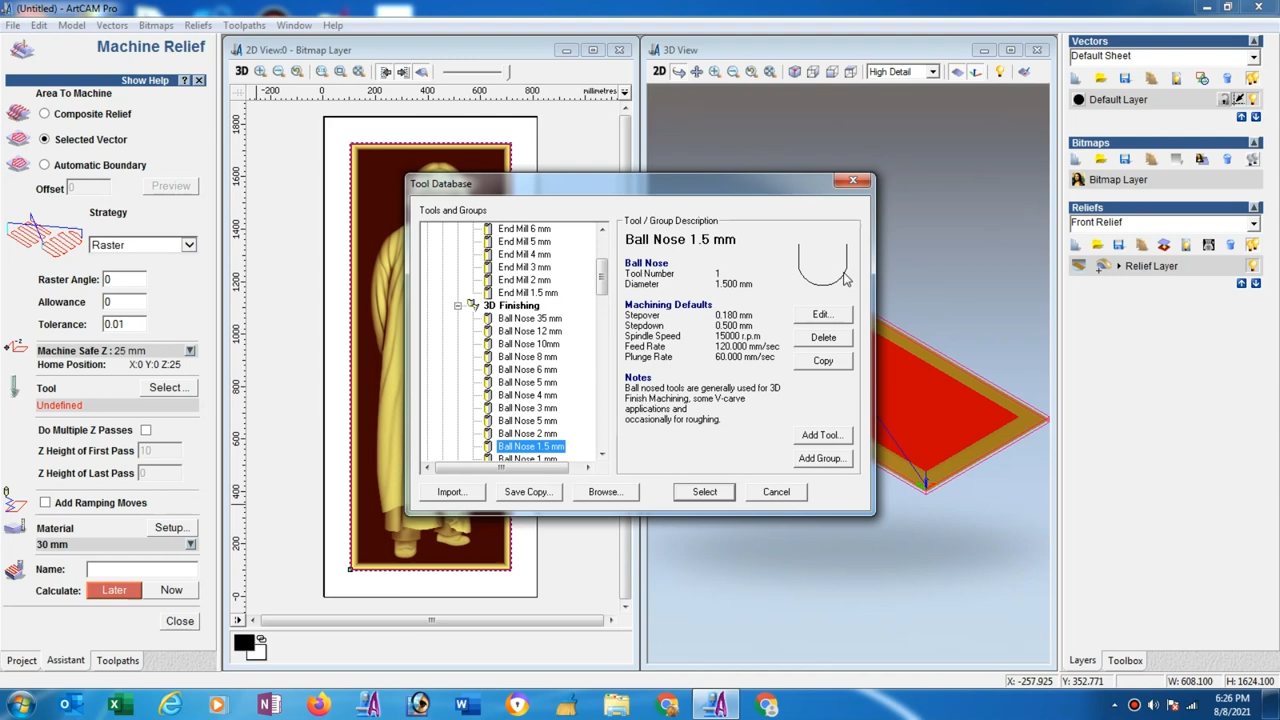 (Untitled) - ArtCAM Pro
File Edit Model Vectors Bitmaps Reliefs Toolpaths Window Help
Machine Relief
Show Help ?
Area To Machine
Composite Relief
Selected Vector
Automatic Boundary
Offset 0 Preview
Strategy
Raster
Raster Angle: 0
Allowance 0
Tolerance: 0.01
Machine Safe Z : 25 mm
Home Position: X:0 Y:0 Z:25
Tool Select ...
Undefined
Do Multiple Z Passes
Z Height of First Pass 10
Z Height of Last Pass 0
Add Ramping Moves
Material Setup...
30 mm
Name:
Calculate: Later Now
Close
Project Assistant Toolpaths
2D View:0 - Bitmap Layer
3D
-200 0 200 400 600 800 millimetres
1800
1600
1400
1200
1000
800
600
400
200
-0
3D View
2D High Detail
Tool Database
Tools and Groups
End Mill 6 mm
End Mill 5 mm
End Mill 4 mm
End Mill 3 mm
End Mill 2 mm
End Mill 1.5 mm
3D Finishing
Ball Nose 35 mm
Ball Nose 12 mm
Ball Nose 10mm
Ball Nose 8 mm
Ball Nose 6 mm
Ball Nose 5 mm
Ball Nose 4 mm
Ball Nose 3 mm
Ball Nose 5 mm
Ball Nose 2 mm
Ball Nose 1.5 mm
Ball Nose 1 mm
Tool / Group Description
Ball Nose 1.5 mm
Ball Nose
Tool Number 1
Diameter 1.500 mm
Machining Defaults
Stepover 0.180 mm
Stepdown 0.500 mm
Spindle Speed 15000 r.p.m
Feed Rate 120.000 mm/sec
Plunge Rate 60.000 mm/sec
Notes
Ball nosed tools are generally used for 3D
Finish Machining, some V-carve
applications and
occasionally for roughing.
Edit...
Delete
Copy
Add Tool...
Add Group...
Import... Save Copy... Browse... Select Cancel
Vectors
Default Sheet
Default Layer
Bitmaps
Bitmap Layer
Reliefs
Front Relief
Relief Layer
Layers Toolbox
X: -257.925 Y: 352.771 W: 608.100 H: 1624.100
6:26 PM
8/8/2021